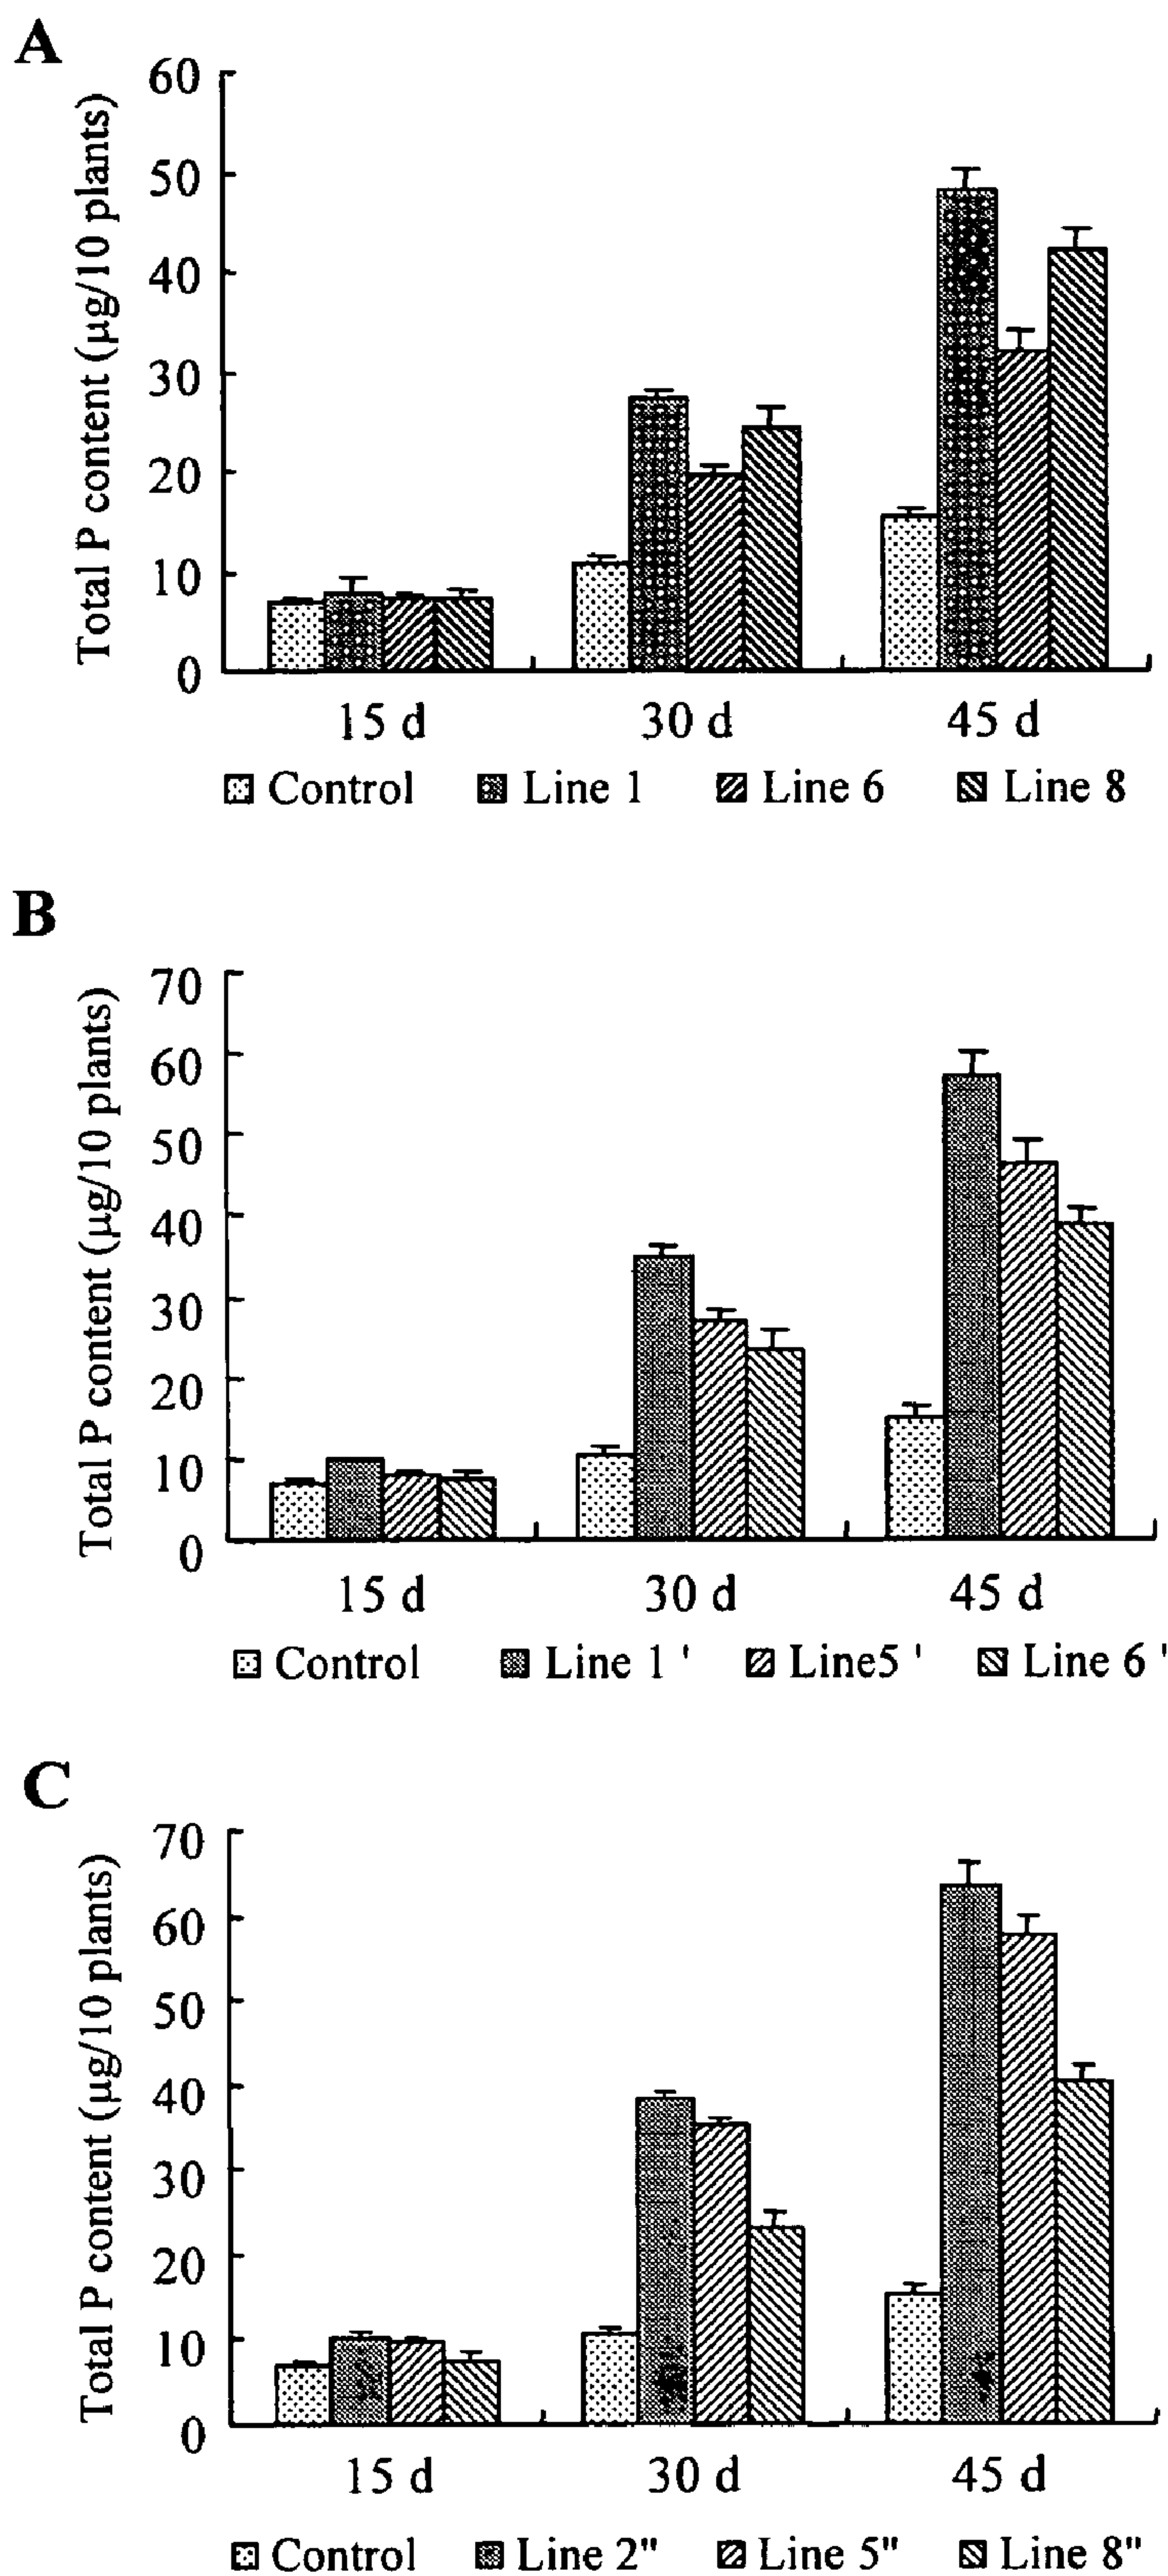 A
Total P content (µg/10 plants)
60
50
40
30
20
10
0
15 d 30 d 45 d
Control Line 1 Line 6 Line 8
B
Total P content (µg/10 plants)
70
60
50
40
30
20
10
0
15 d 30 d 45 d
Control Line 1 ' Line5 ' Line 6 '
C
Total P content (µg/10 plants)
70
60
50
40
30
20
10
0
15 d 30 d 45 d
Control Line 2" Line 5" Line 8"